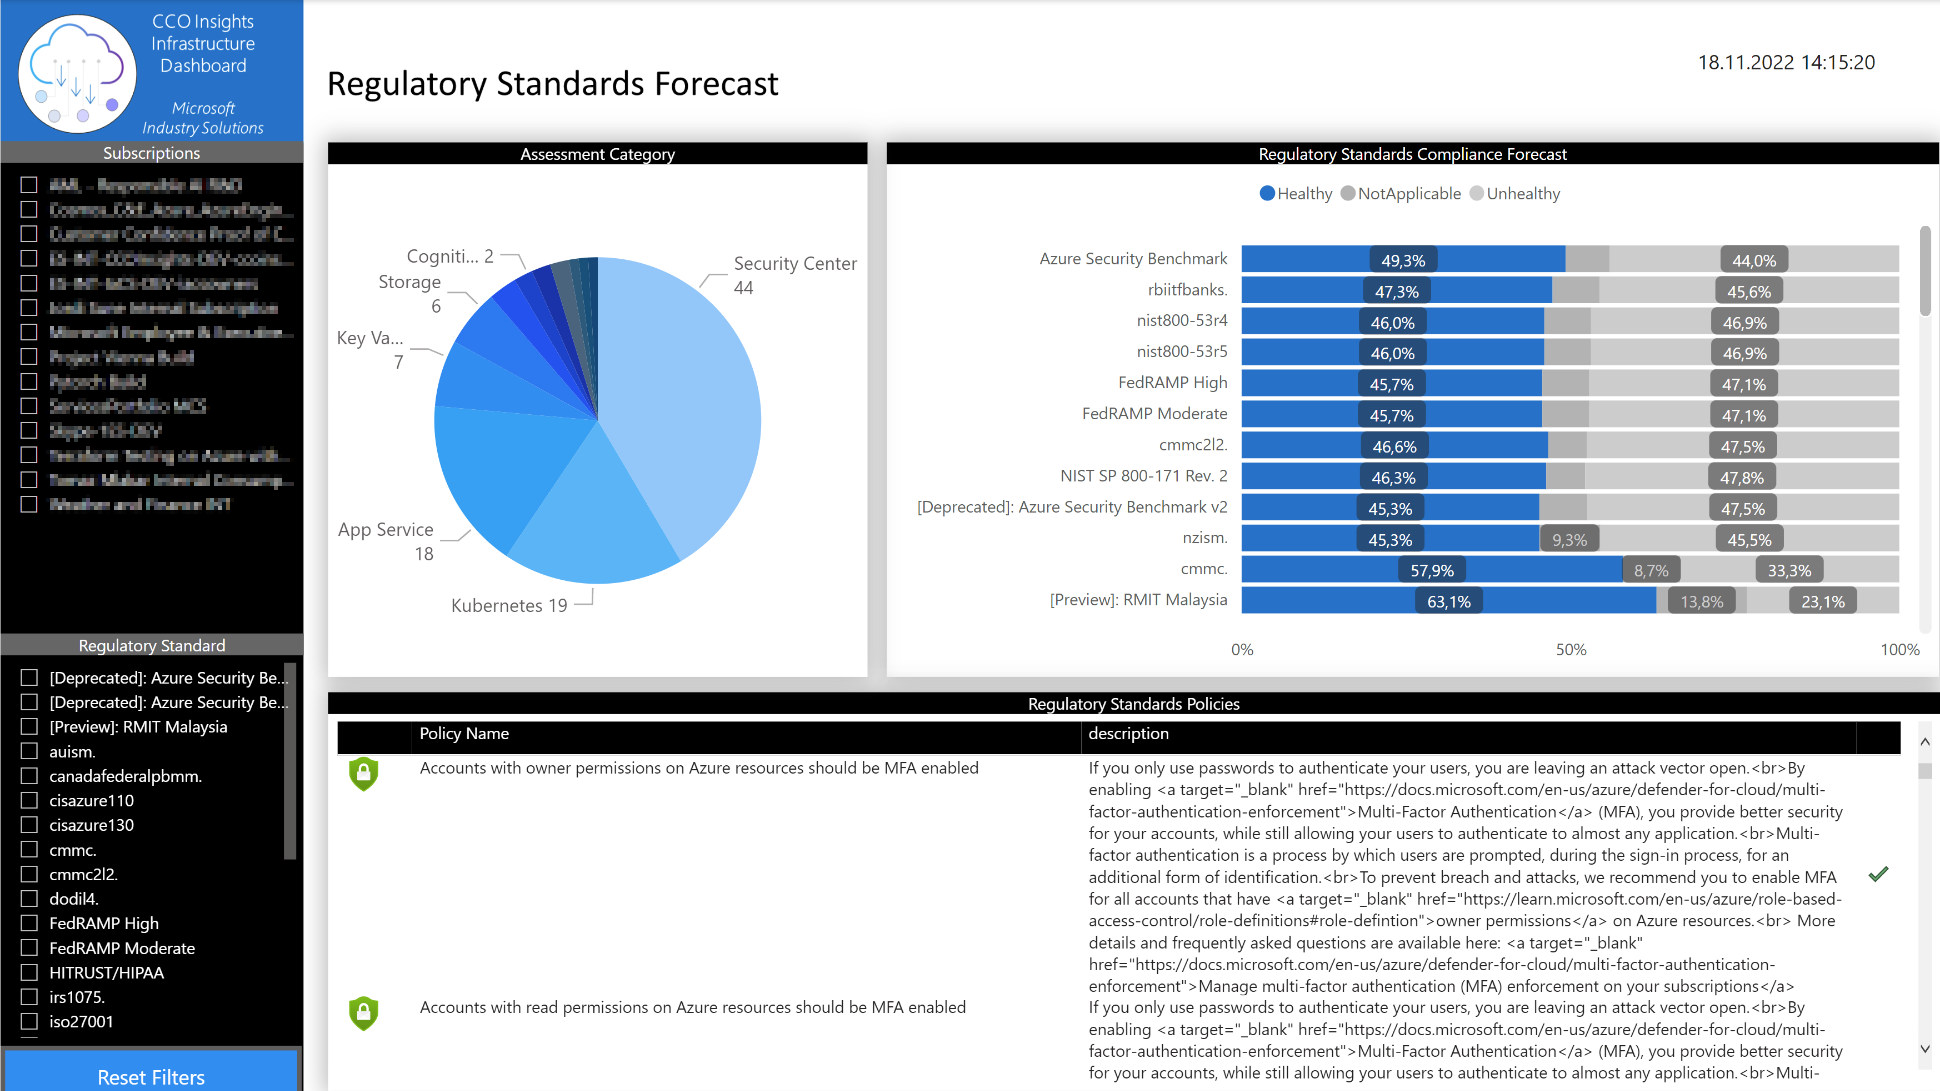 CCO Insights
Infrastructure
Dashboard
Microsoft
Industry Solutions
Subscriptions
Regulatory Standard
[Deprecated]: Azure Security Be...
[Deprecated]: Azure Security Be...
[Preview]: RMIT Malaysia
auism.
canadafederalpbmm.
cisazure110
cisazure130
cmmc.
cmmc2l2.
dodil4.
FedRAMP High
FedRAMP Moderate
HITRUST/HIPAA
irs1075.
iso27001
Reset Filters
Regulatory Standards Forecast
18.11.2022 14:15:20
Assessment Category
Cogniti... 2
Storage
6
Key Va...
7
App Service
18
Kubernetes 19
Security Center
44
Regulatory Standards Compliance Forecast
Healthy NotApplicable Unhealthy
Azure Security Benchmark 49,3% 44,0%
rbiitfbanks. 47,3% 45,6%
nist800-53r4 46,0% 46,9%
nist800-53r5 46,0% 46,9%
FedRAMP High 45,7% 47,1%
FedRAMP Moderate 45,7% 47,1%
cmmc2l2. 46,6% 47,5%
NIST SP 800-171 Rev. 2 46,3% 47,8%
[Deprecated]: Azure Security Benchmark v2 45,3% 47,5%
nzism. 45,3% 9,3% 45,5%
cmmc. 57,9% 8,7% 33,3%
[Preview]: RMIT Malaysia 63,1% 13,8% 23,1%
0% 50% 100%
Regulatory Standards Policies
Policy Name description
Accounts with owner permissions on Azure resources should be MFA enabled
If you only use passwords to authenticate your users, you are leaving an attack vector open.<br>By
enabling <a target="_blank" href="https://docs.microsoft.com/en-us/azure/defender-for-cloud/multi-
factor-authentication-enforcement">Multi-Factor Authentication</a> (MFA), you provide better security
for your accounts, while still allowing your users to authenticate to almost any application.<br>Multi-
factor authentication is a process by which users are prompted, during the sign-in process, for an
additional form of identification.<br>To prevent breach and attacks, we recommend you to enable MFA
for all accounts that have <a target="_blank" href="https://learn.microsoft.com/en-us/azure/role-based-
access-control/role-definitions#role-defintion">owner permissions</a> on Azure resources.<br> More
details and frequently asked questions are available here: <a target="_blank"
href="https://docs.microsoft.com/en-us/azure/defender-for-cloud/multi-factor-authentication-
enforcement">Manage multi-factor authentication (MFA) enforcement on your subscriptions</a>
Accounts with read permissions on Azure resources should be MFA enabled
If you only use passwords to authenticate your users, you are leaving an attack vector open.<br>By
enabling <a target="_blank" href="https://docs.microsoft.com/en-us/azure/defender-for-cloud/multi-
factor-authentication-enforcement">Multi-Factor Authentication</a> (MFA), you provide better security
for your accounts, while still allowing your users to authenticate to almost any application.<br>Multi-